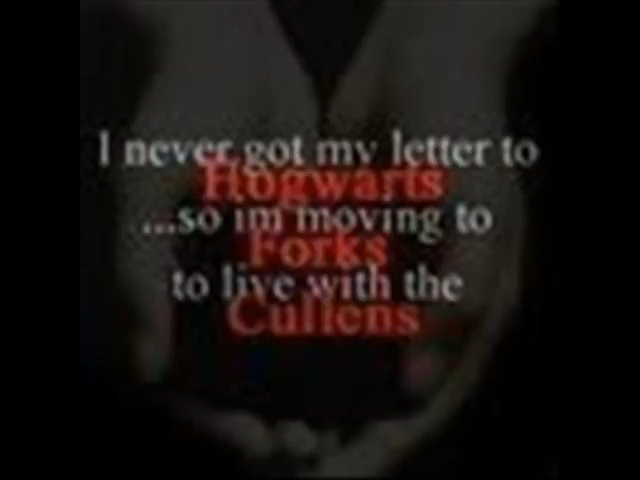 I never got my letter to
Hogwarts
...so im moving to
Forks
to live with the
Cullens